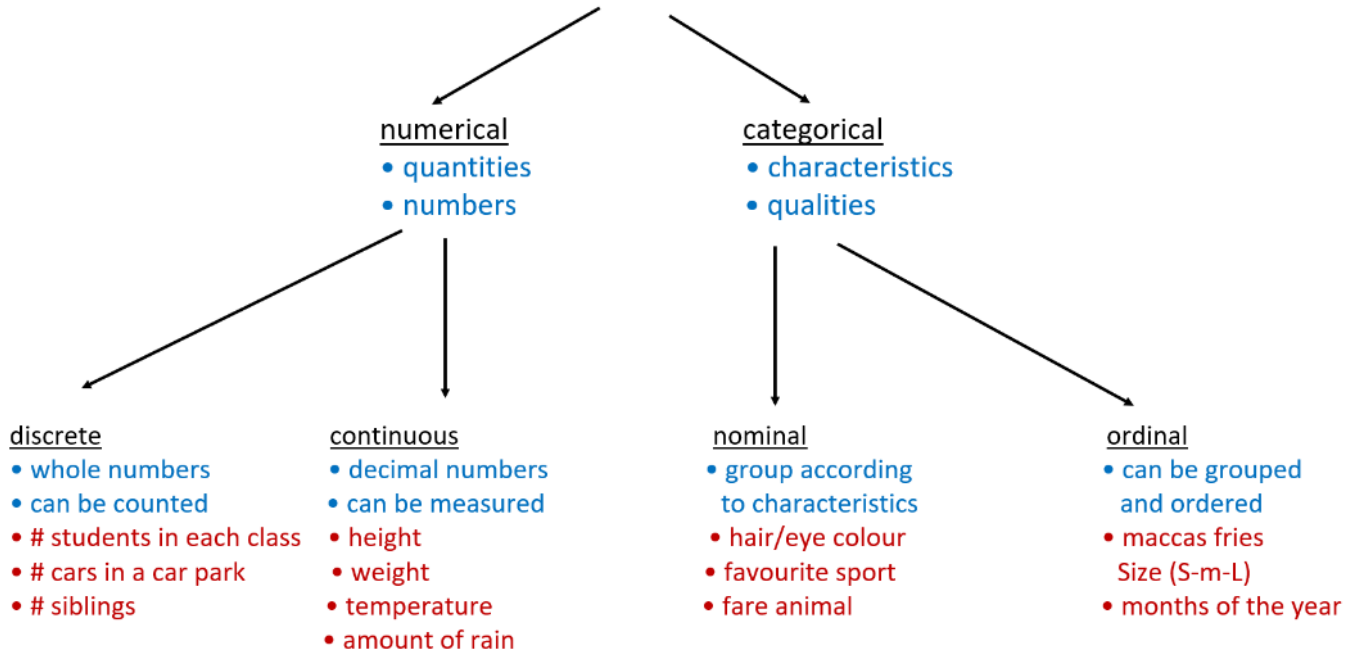 numerical
• quantities
• numbers
categorical
• characteristics
• qualities
discrete
• whole numbers
• can be counted
• # students in each class
• # cars in a car park
• # siblings
continuous
• decimal numbers
• can be measured
• height
• weight
• temperature
• amount of rain
nominal
• group according
to characteristics
• hair/eye colour
• favourite sport
• fare animal
ordinal
• can be grouped
and ordered
• maccas fries
Size (S-m-L)
• months of the year